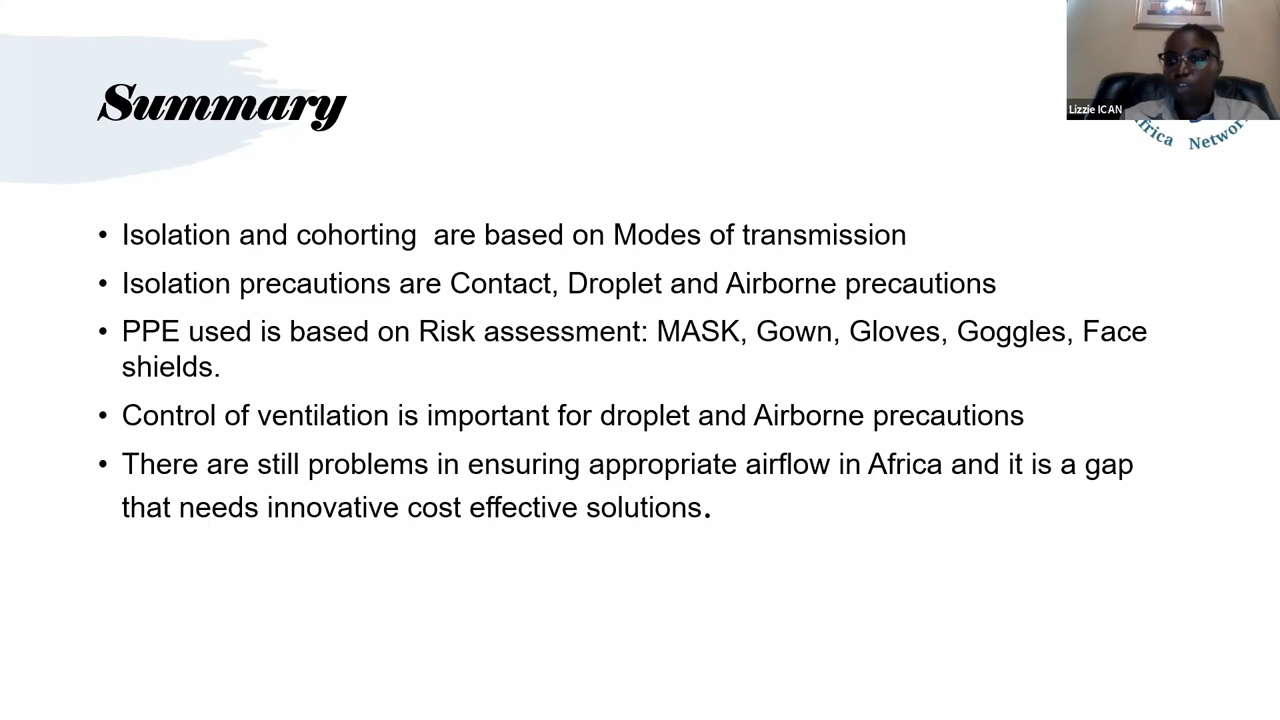 Summary
Lizzie ICAN
Network
• Isolation and cohorting  are based on Modes of transmission
• Isolation precautions are Contact, Droplet and Airborne precautions
• PPE used is based on Risk assessment: MASK, Gown, Gloves, Goggles, Face
shields.
• Control of ventilation is important for droplet and Airborne precautions
• There are still problems in ensuring appropriate airflow in Africa and it is a gap
that needs innovative cost effective solutions.